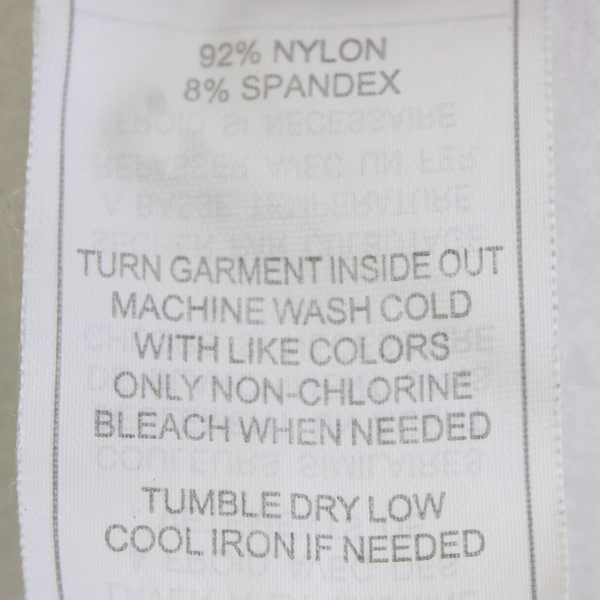 92% NYLON
8% SPANDEX
TURN GARMENT INSIDE OUT
MACHINE WASH COLD
WITH LIKE COLORS
ONLY NON-CHLORINE
BLEACH WHEN NEEDED
TUMBLE DRY LOW
COOL IRON IF NEEDED